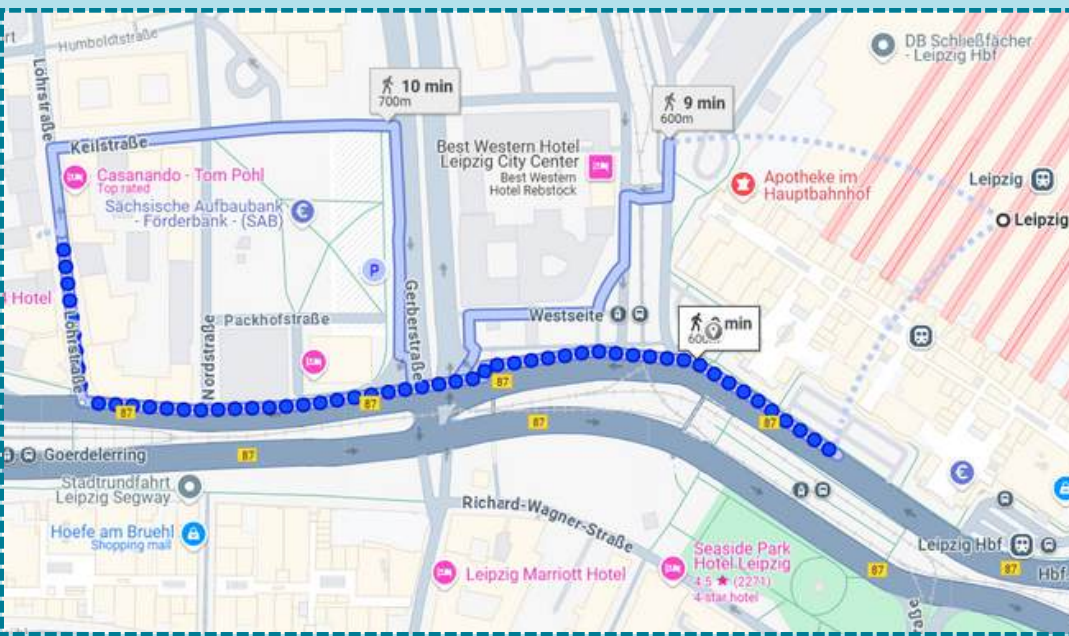 Humboldtstraße
Löhrstraße
DB Schließfächer
- Leipzig Hbf
10 min
700m
9 min
600m
Keilstraße
Best Western Hotel
Leipzig City Center
Best Western
Hotel Rebstock
Casanando - Tom Pohl
Top rated
Apotheke im
Hauptbahnhof
Leipzig
Leipzig
Sächsische Aufbaubank
- Förderbank - (SAB)
P
Hotel
Löhrstraße
Nordstraße
Packhofstraße
Gerberstraße
Westseite
min
87
87
87
87
87
87
Goerdelerring
Stadtrundfahrt
Leipzig Segway
Hoefe am Bruehl
Shopping mall
Richard-Wagner-Straße
Leipzig Marriott Hotel
Seaside Park
Hotel Leipzig
4.5 ★ (2271)
4-star hotel
Leipzig Hbf
Hbf
87
87